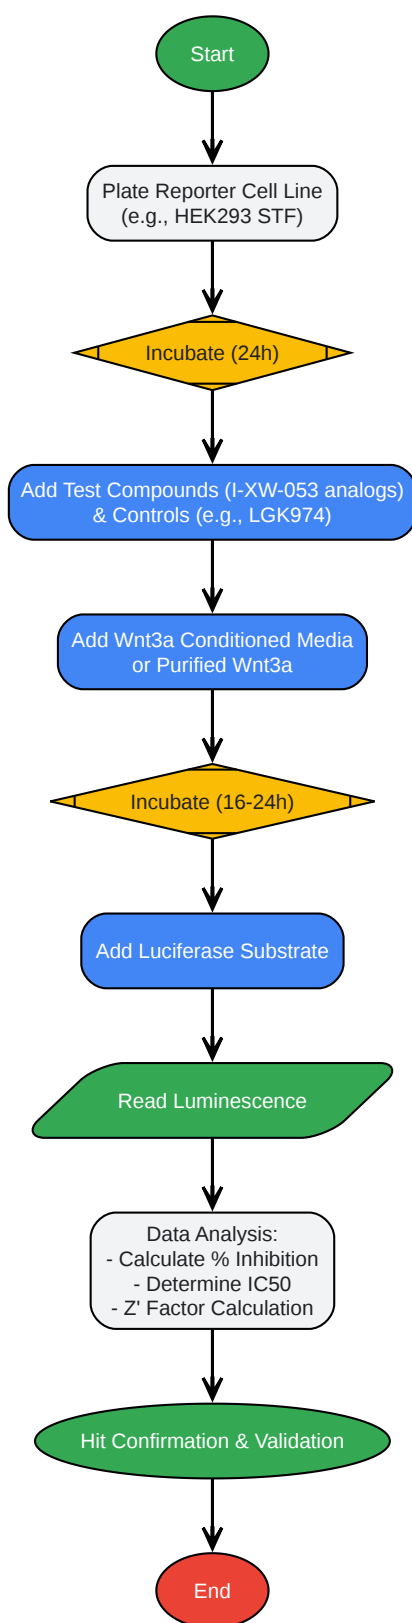 Start
Plate Reporter Cell Line
(e.g., HEK293 STF)
Incubate (24h)
Add Test Compounds (I-XW-053 analogs)
& Controls (e.g., LGK974)
Add Wnt3a Conditioned Media
or Purified Wnt3a
Incubate (16-24h)
Add Luciferase Substrate
Read Luminescence
Data Analysis:
- Calculate % Inhibition
- Determine IC50
- Z' Factor Calculation
Hit Confirmation & Validation
End